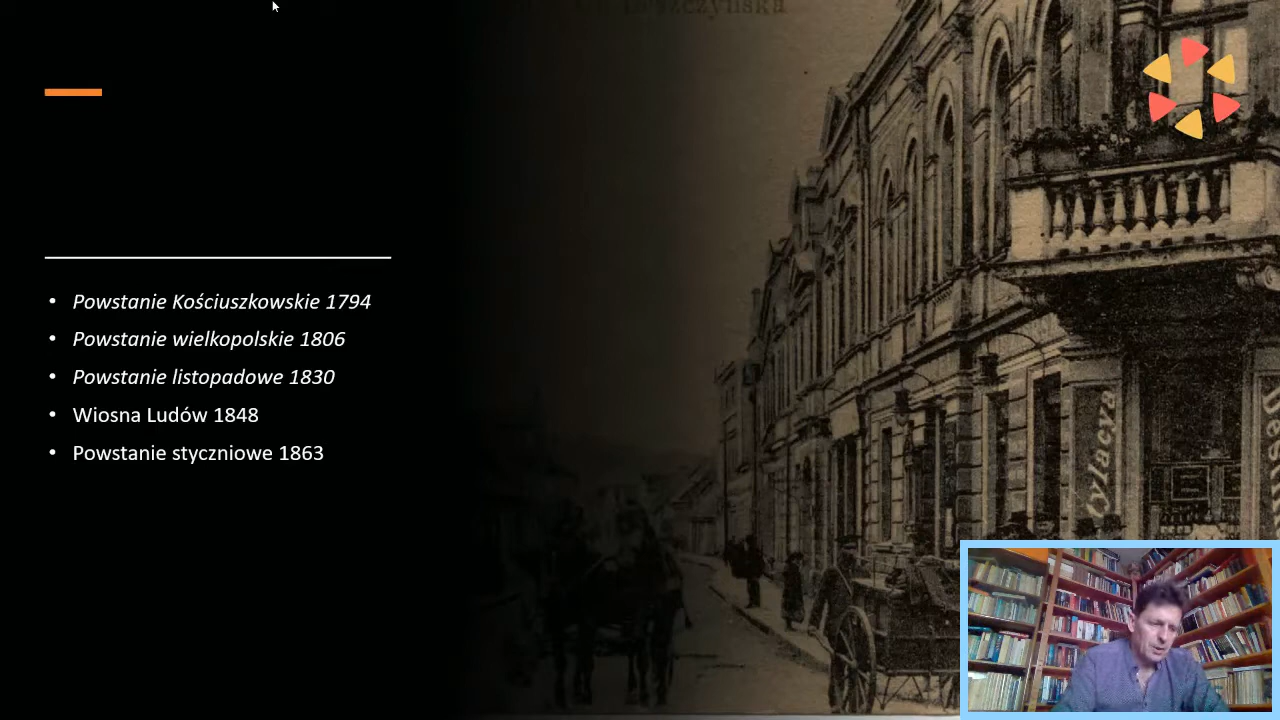 Powstanie Kościuszkowskie 1794
Powstanie wielkopolskie 1806
Powstanie listopadowe 1830
Wiosna Ludów 1848
Powstanie styczniowe 1863